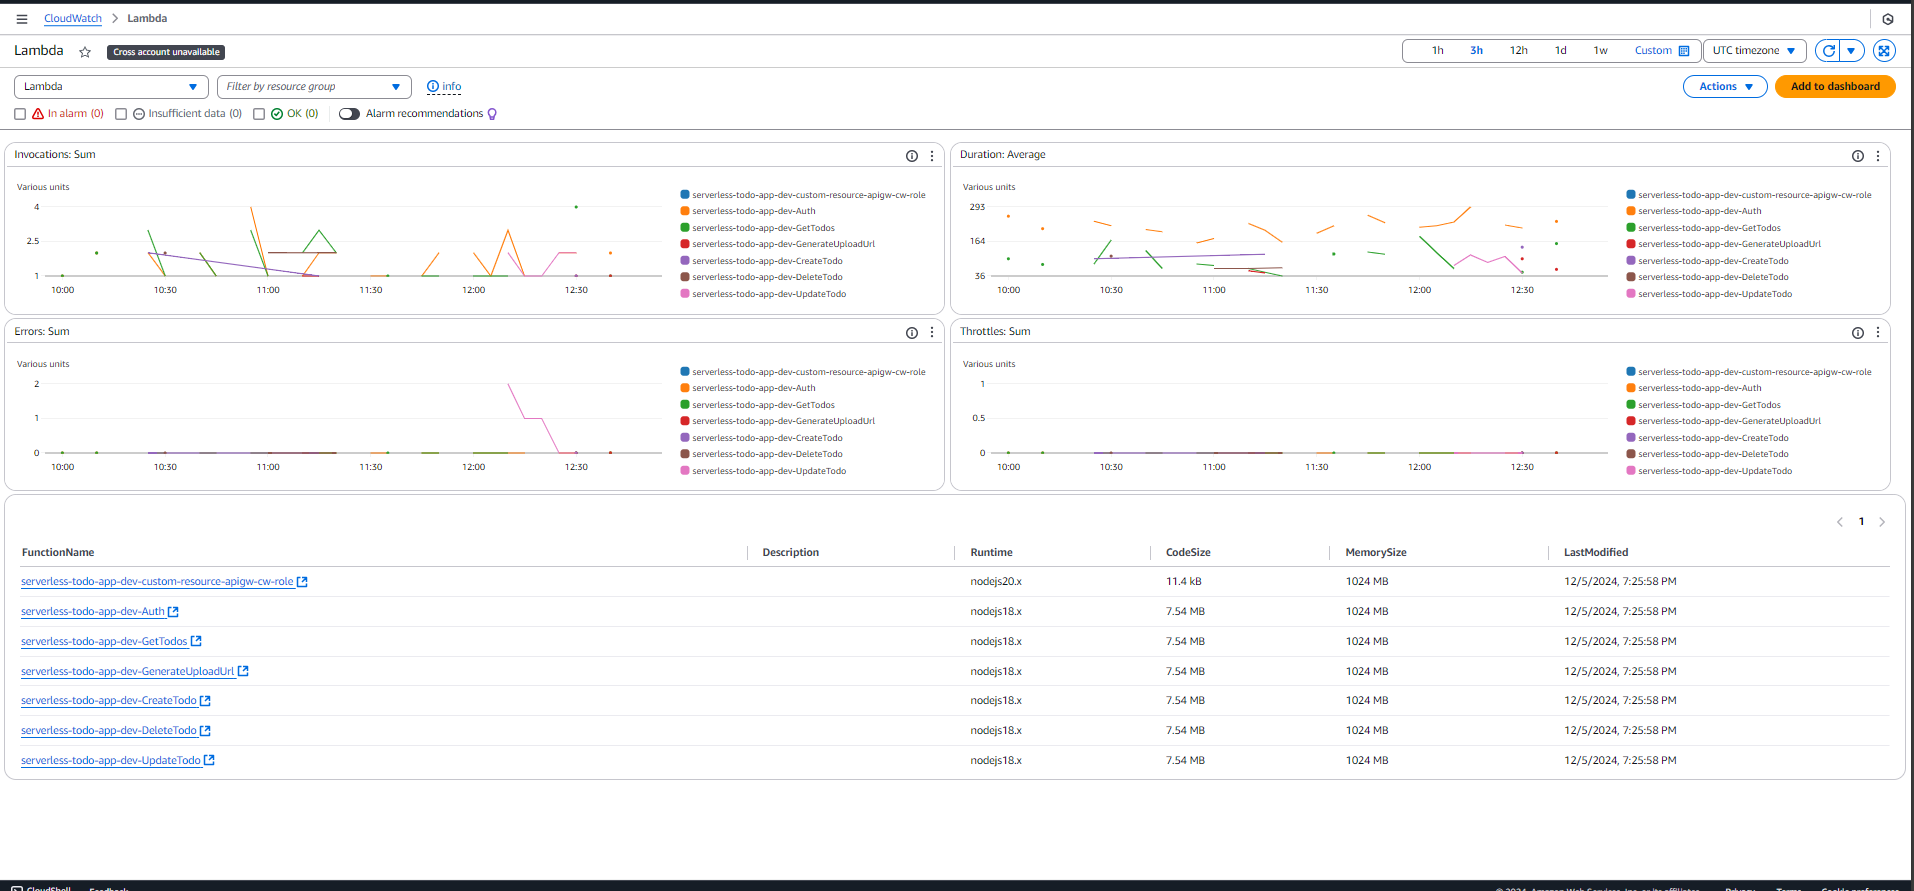 CloudWatch > Lambda
Lambda Cross account unavailable 1h 3h 12h 1d 1w Custom UTC timezone
Lambda Filter by resource group info Actions Add to dashboard
In alarm (0) Insufficient data (0) OK (0) Alarm recommendations
Invocations: Sum
Various units
4
2.5
1
10:00 10:30 11:00 11:30 12:00 12:30
serverless-todo-app-dev-custom-resource-apigw-cw-role
serverless-todo-app-dev-Auth
serverless-todo-app-dev-GetTodos
serverless-todo-app-dev-GenerateUploadUrl
serverless-todo-app-dev-CreateTodo
serverless-todo-app-dev-DeleteTodo
serverless-todo-app-dev-UpdateTodo
Duration: Average
Various units
293
164
36
10:00 10:30 11:00 11:30 12:00 12:30
serverless-todo-app-dev-custom-resource-apigw-cw-role
serverless-todo-app-dev-Auth
serverless-todo-app-dev-GetTodos
serverless-todo-app-dev-GenerateUploadUrl
serverless-todo-app-dev-CreateTodo
serverless-todo-app-dev-DeleteTodo
serverless-todo-app-dev-UpdateTodo
Errors: Sum
Various units
2
1
0
10:00 10:30 11:00 11:30 12:00 12:30
serverless-todo-app-dev-custom-resource-apigw-cw-role
serverless-todo-app-dev-Auth
serverless-todo-app-dev-GetTodos
serverless-todo-app-dev-GenerateUploadUrl
serverless-todo-app-dev-CreateTodo
serverless-todo-app-dev-DeleteTodo
serverless-todo-app-dev-UpdateTodo
Throttles: Sum
Various units
1
0.5
0
10:00 10:30 11:00 11:30 12:00 12:30
serverless-todo-app-dev-custom-resource-apigw-cw-role
serverless-todo-app-dev-Auth
serverless-todo-app-dev-GetTodos
serverless-todo-app-dev-GenerateUploadUrl
serverless-todo-app-dev-CreateTodo
serverless-todo-app-dev-DeleteTodo
serverless-todo-app-dev-UpdateTodo
1
FunctionName Description Runtime CodeSize MemorySize LastModified
serverless-todo-app-dev-custom-resource-apigw-cw-role nodejs20.x 11.4 kB 1024 MB 12/5/2024, 7:25:58 PM
serverless-todo-app-dev-Auth nodejs18.x 7.54 MB 1024 MB 12/5/2024, 7:25:58 PM
serverless-todo-app-dev-GetTodos nodejs18.x 7.54 MB 1024 MB 12/5/2024, 7:25:58 PM
serverless-todo-app-dev-GenerateUploadUrl nodejs18.x 7.54 MB 1024 MB 12/5/2024, 7:25:58 PM
serverless-todo-app-dev-CreateTodo nodejs18.x 7.54 MB 1024 MB 12/5/2024, 7:25:58 PM
serverless-todo-app-dev-DeleteTodo nodejs18.x 7.54 MB 1024 MB 12/5/2024, 7:25:58 PM
serverless-todo-app-dev-UpdateTodo nodejs18.x 7.54 MB 1024 MB 12/5/2024, 7:25:58 PM
CloudShell Feedback © 2024, Amazon Web Services, Inc. or its affiliates. Privacy Terms Cookie preferences